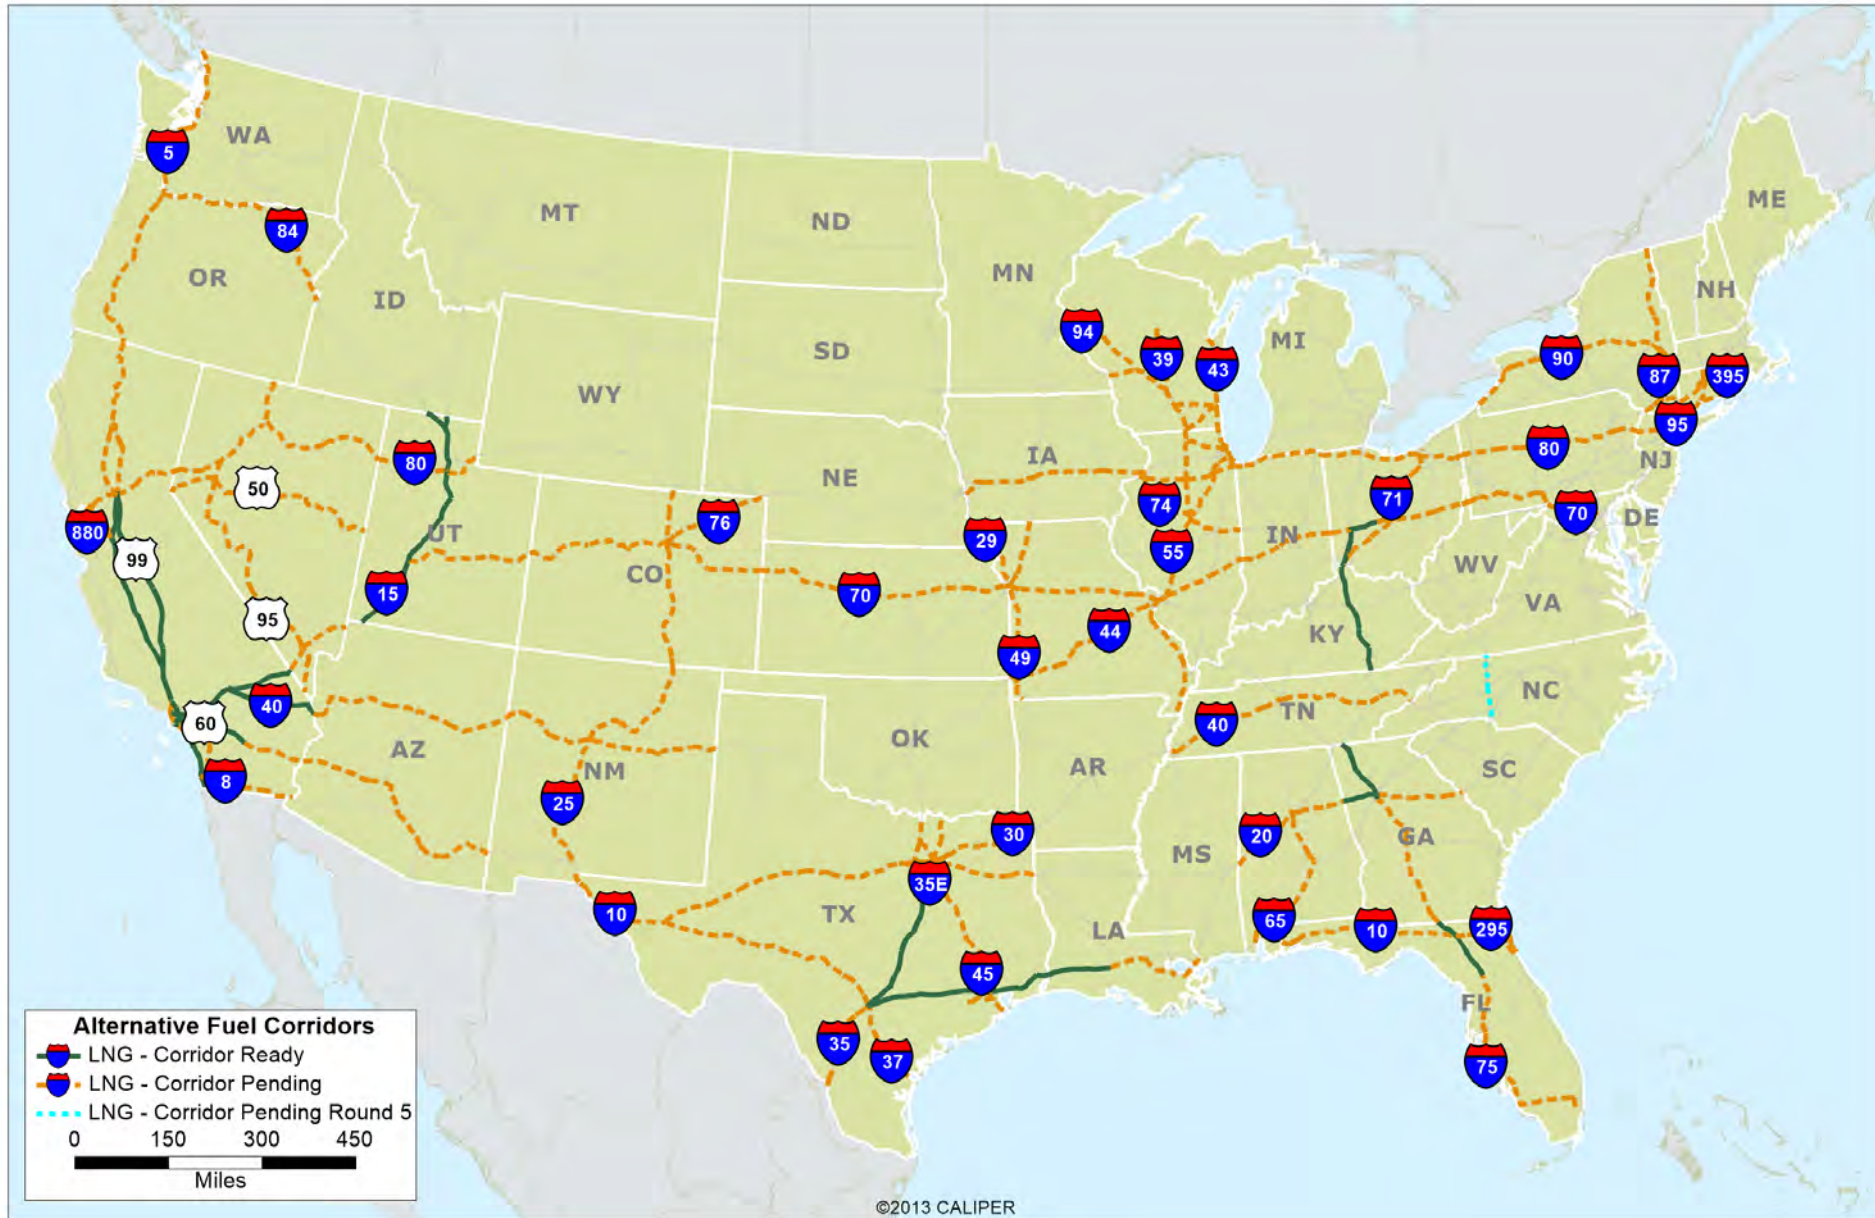 WA
5
84
MT
ND
ME
OR
ID
MN
NH
94
39
43
MI
90
87
395
SD
WY
95
80
50
80
IA
NE
NJ
74
71
70
DE
76
880
99
UT
29
IN
55
WV
CO
15
70
VA
95
44
KY
49
40
60
NC
40
TN
OK
AZ
AR
SC
NM
8
25
30
20
GA
MS
35E
TX
10
65
10
295
LA
45
FL
35
37
75
Alternative Fuel Corridors
LNG - Corridor Ready
LNG - Corridor Pending
LNG - Corridor Pending Round 5
0 150 300 450
Miles
©2013 CALIPER